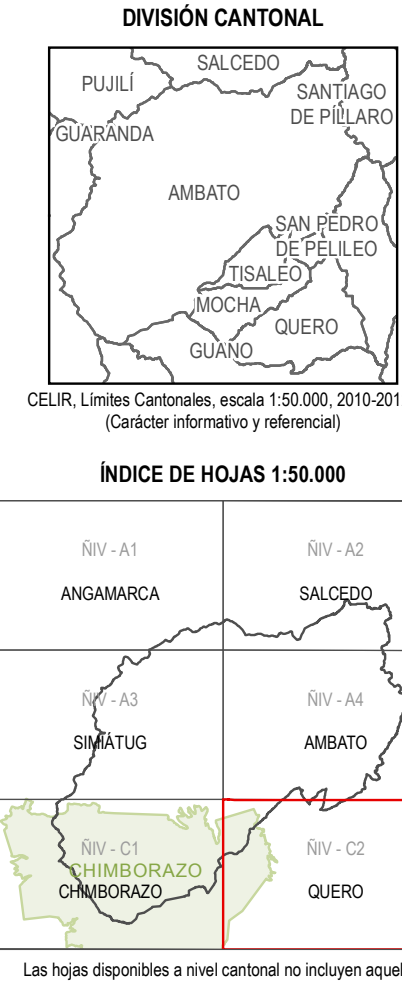 DIVISIÓN CANTONAL
SALCEDO
PUJILÍ
SANTIAGO
DE PÍLLARO
GUARANDA
AMBATO
SAN PEDRO
DE PELILEO
TISALEO
MOCHA
QUERO
GUANO
CELIR, Límites Cantonales, escala 1:50.000, 2010-201
(Carácter informativo y referencial)
ÍNDICE DE HOJAS 1:50.000
ÑIV - A1
ÑIV - A2
ANGAMARCA
SALCEDO
ÑIV - A3
ÑIV - A4
SIMIÁTUG
AMBATO
ÑIV - C1
ÑIV - C2
CHIMBORAZO
CHIMBORAZO
QUERO
Las hojas disponibles a nivel cantonal no incluyen aquel